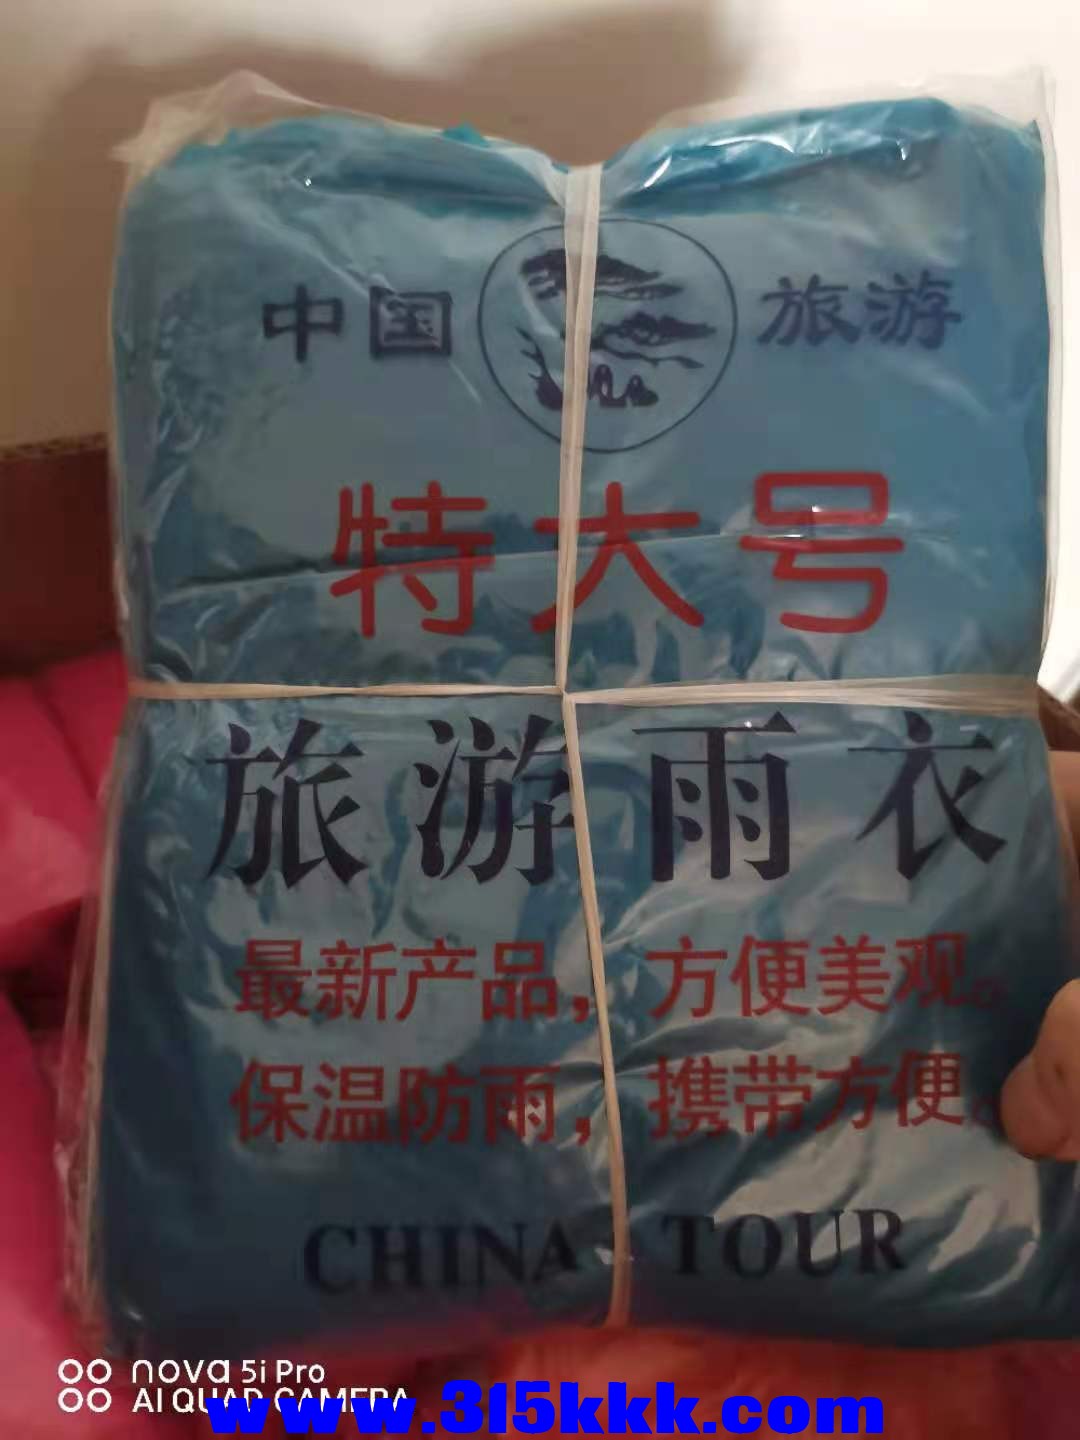 中国 旅游
特大号
旅游雨衣
最新产品，方便美观。
保温防雨，携带方便。
CHINA TOUR
nova 5i Pro
AI QUAD CAMERA
www.315kkk.com